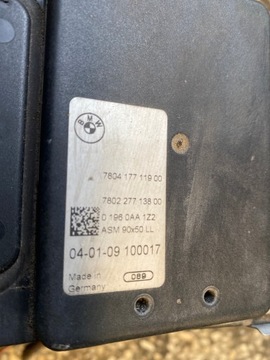 BMW
7804 177 119 00
7802 277 138 00
0 196 0AA 1Z2
ASM 90x50 LL
04-01-09 100017
Made in
Germany
089